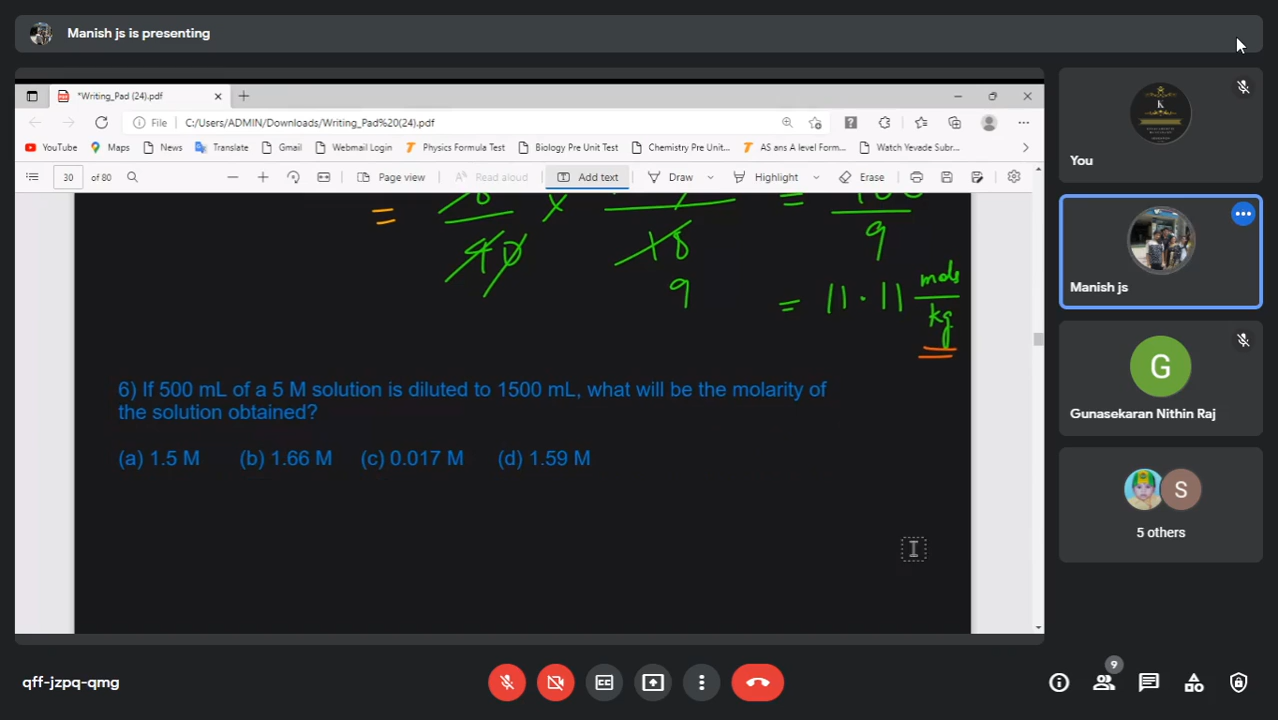 Manish js is presenting
*Writing_Pad (24).pdf
File C:/Users/ADMIN/Downloads/Writing_Pad%20(24).pdf
YouTube Maps News Translate Gmail Webmail Login Physics Formula Test Biology Pre Unit Test Chemistry Pre Unit... AS ans A level Form... Watch Yevade Subr...
30 of 80 Page view Read aloud Add text Draw Highlight Erase
= x =
40 18 9
9 = 11.11 mols
kg
6) If 500 mL of a 5 M solution is diluted to 1500 mL, what will be the molarity of
the solution obtained?
(a) 1.5 M (b) 1.66 M (c) 0.017 M (d) 1.59 M
K
You
Manish js
G
Gunasekaran Nithin Raj
S
5 others
qff-jzpq-qmg
CC
9